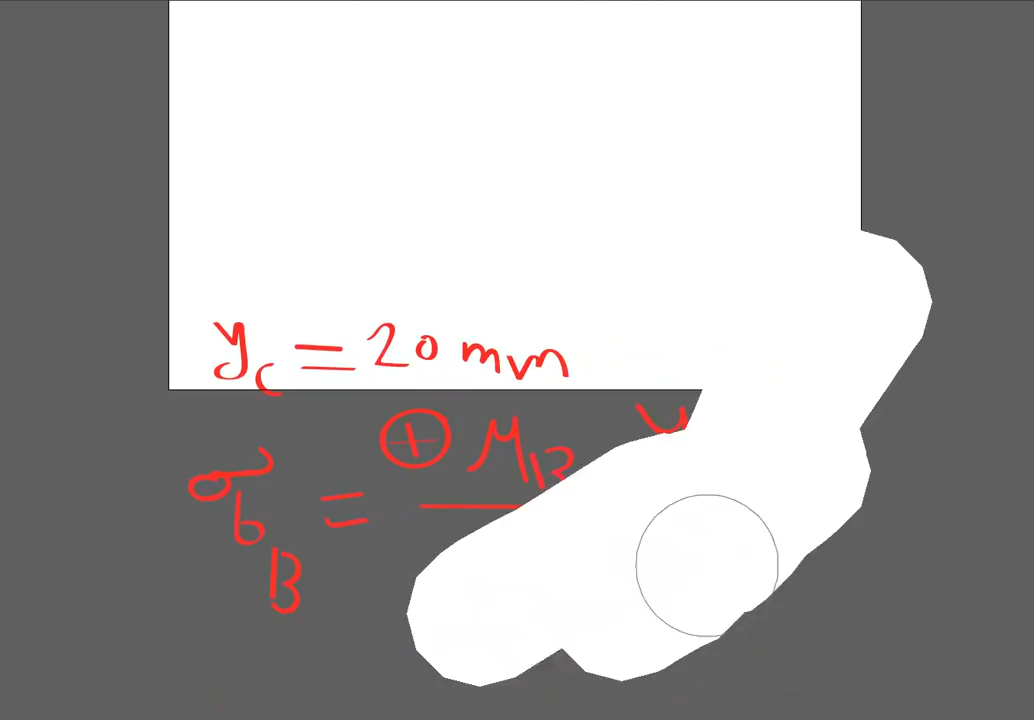 y_c = 20 mm
σ_b_B = ⊕ M_B y